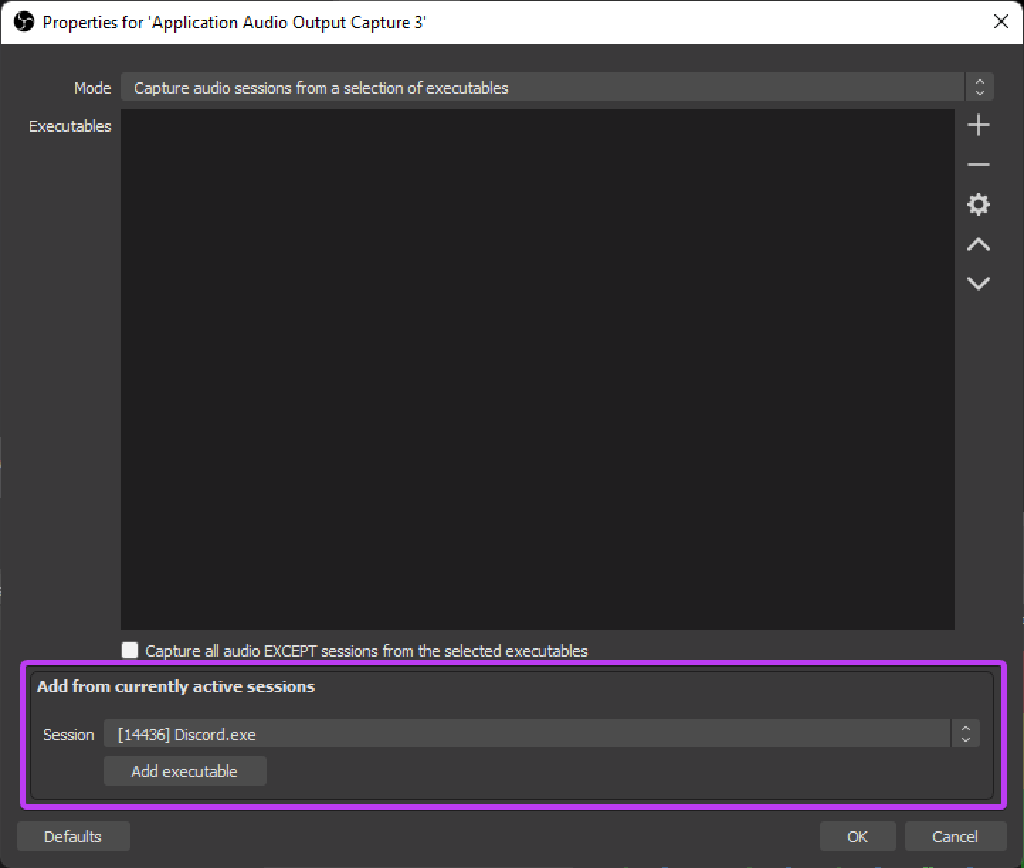 Properties for 'Application Audio Output Capture 3'
Mode Capture audio sessions from a selection of executables
Executables
Capture all audio EXCEPT sessions from the selected executables
Add from currently active sessions
Session [14436] Discord.exe
Add executable
Defaults OK Cancel